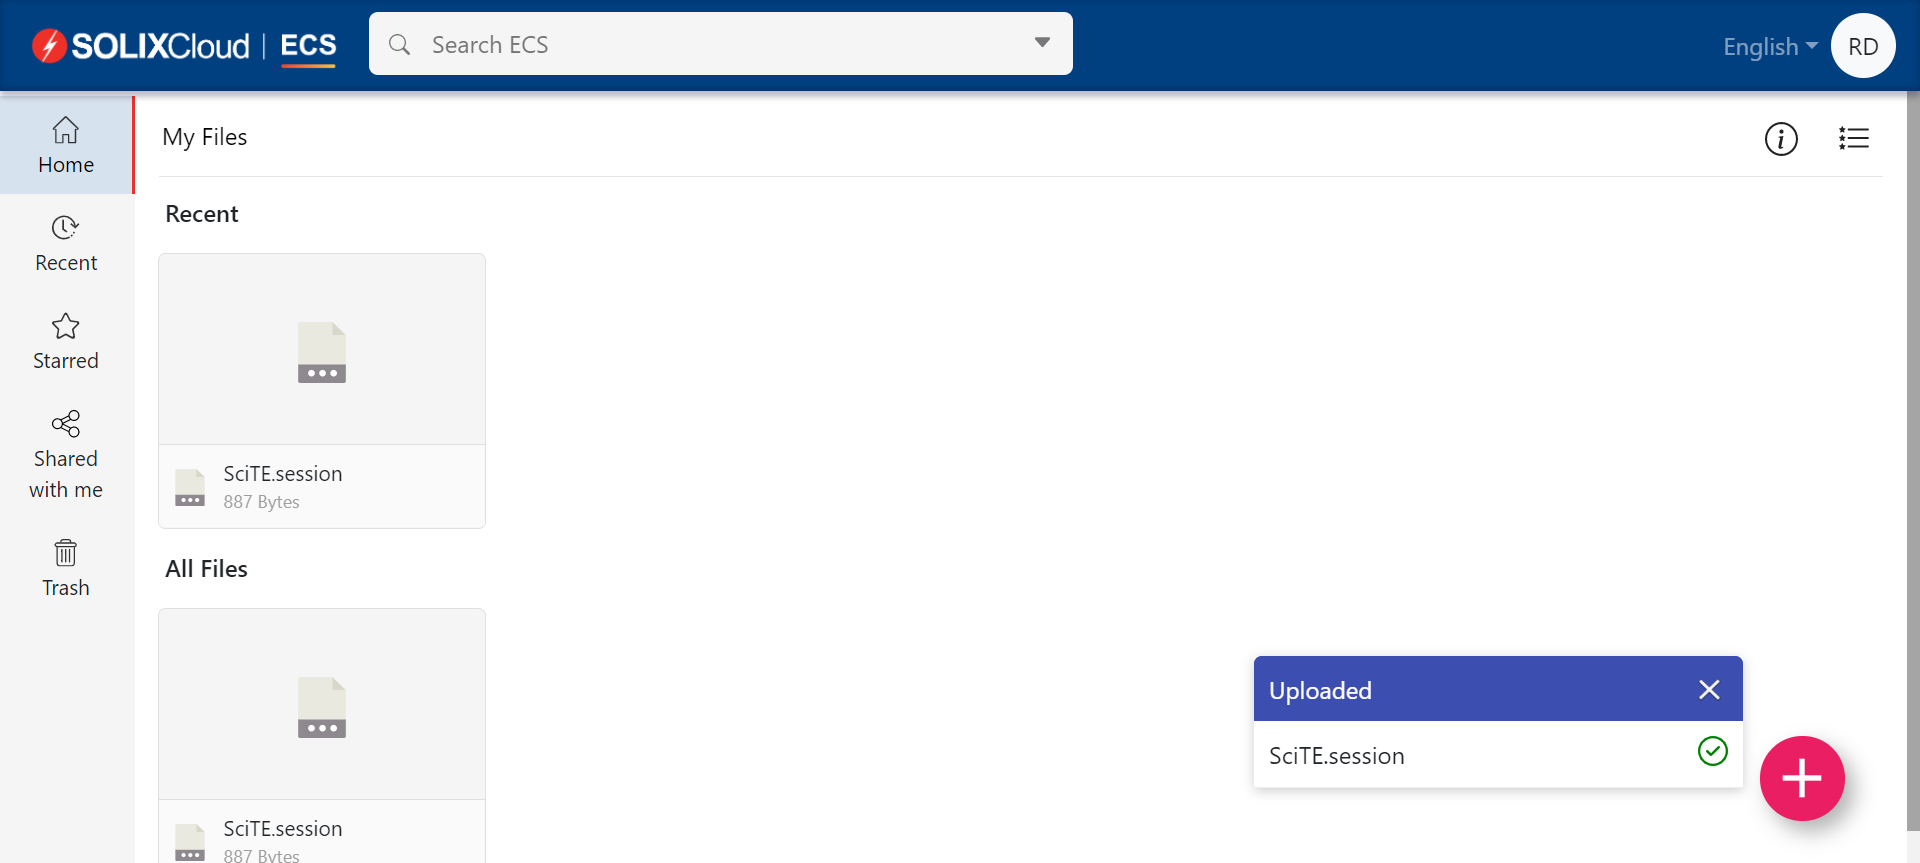 SOLIXCloud | ECS
Search ECS
English
RD
Home
Recent
Starred
Shared
with me
Trash
My Files
Recent
SciTE.session
887 Bytes
All Files
SciTE.session
887 Bytes
Uploaded
SciTE.session